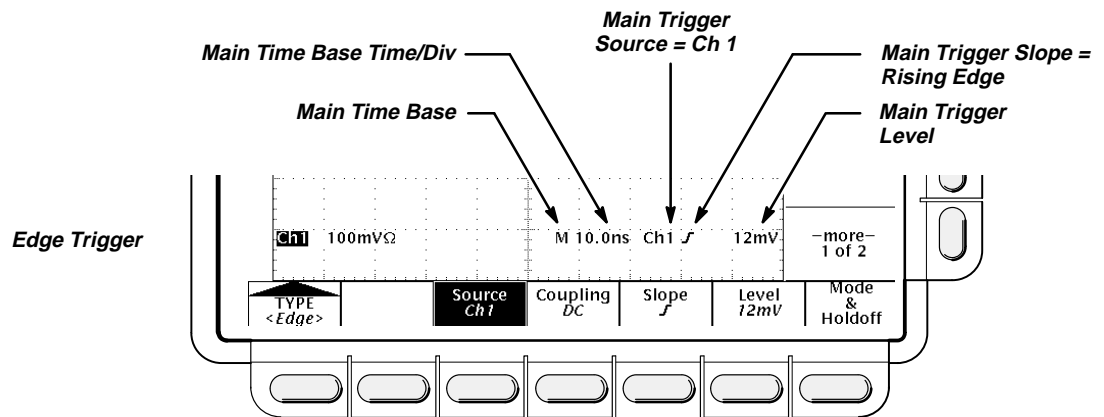 Main Trigger
Source = Ch 1
Main Time Base Time/Div
Main Trigger Slope =
Rising Edge
Main Time Base
Main Trigger
Level
Edge Trigger
Ch1 100mVΩ M 10.0ns Ch1 12mV
–more–
1 of 2
TYPE
<Edge>
Source
Ch1
Coupling
DC
Slope
Level
12mV
Mode
&
Holdoff